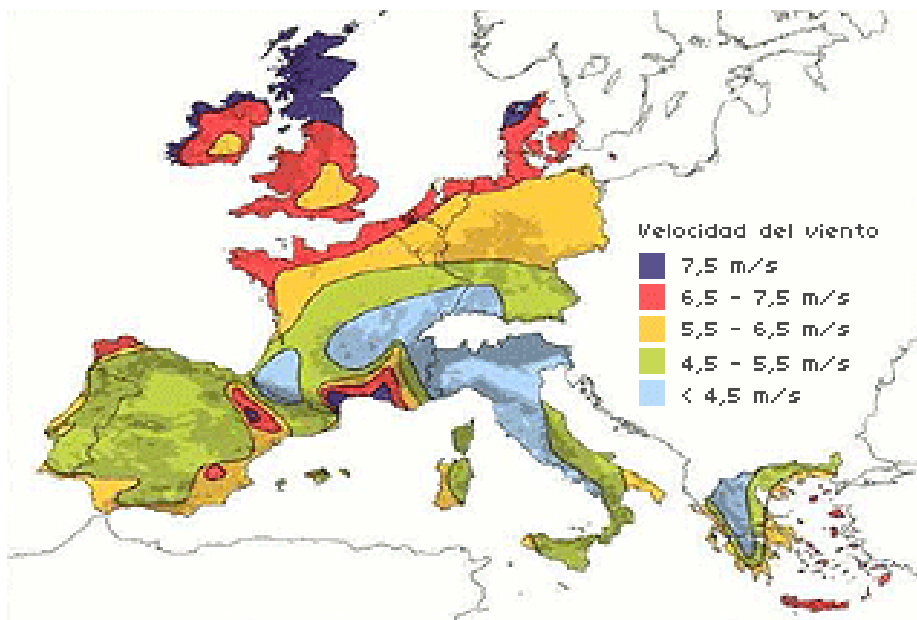 Velocidad del viento
7,5 m/s
6,5 - 7,5 m/s
5,5 - 6,5 m/s
4,5 - 5,5 m/s
< 4,5 m/s